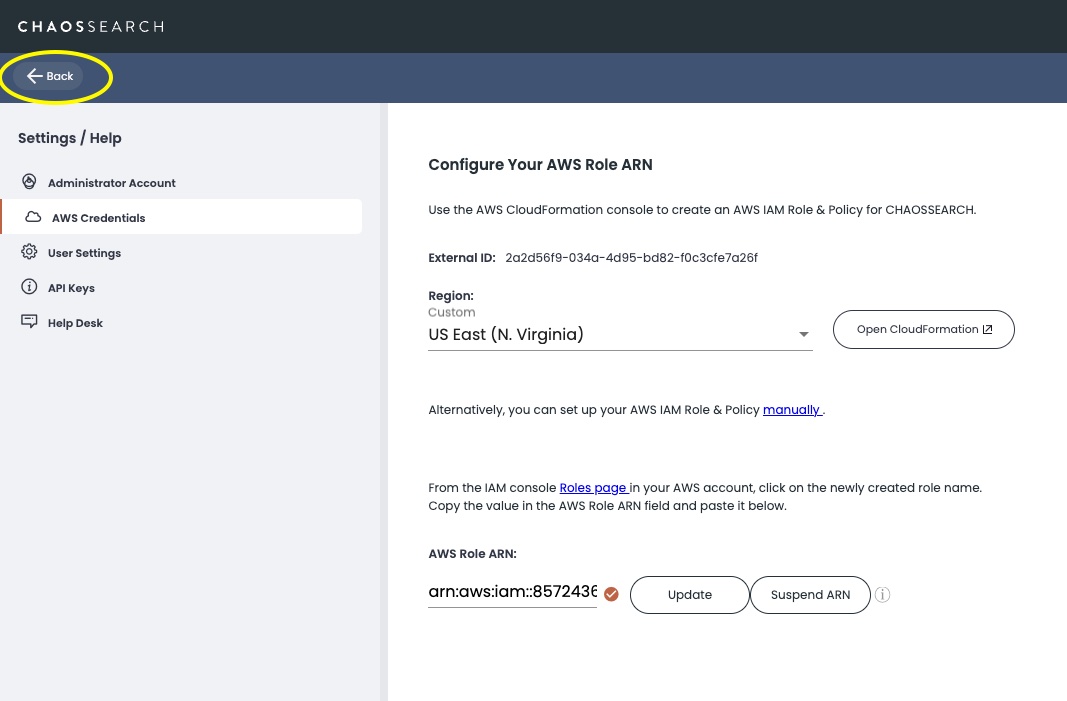 CHAOSSEARCH
Back
Settings / Help
Administrator Account
AWS Credentials
User Settings
API Keys
Help Desk
Configure Your AWS Role ARN
Use the AWS CloudFormation console to create an AWS IAM Role & Policy for CHAOSSEARCH.
External ID: 2a2d56f9-034a-4d95-bd82-f0c3cfe7a26f
Region:
Custom
US East (N. Virginia)
Open CloudFormation
Alternatively, you can set up your AWS IAM Role & Policy manually .
From the IAM console Roles page in your AWS account, click on the newly created role name.
Copy the value in the AWS Role ARN field and paste it below.
AWS Role ARN:
arn:aws:iam::8572436
Update
Suspend ARN